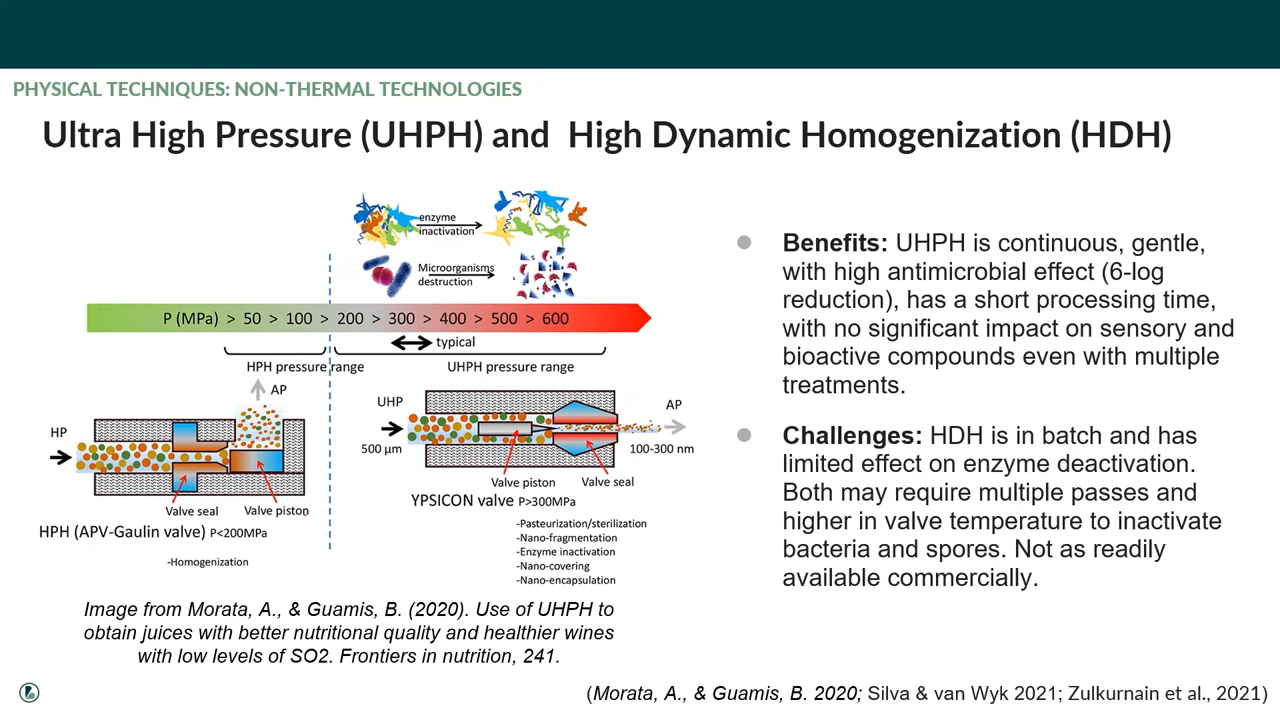 PHYSICAL TECHNIQUES: NON-THERMAL TECHNOLOGIES
Ultra High Pressure (UHPH) and  High Dynamic Homogenization (HDH)
enzyme
inactivation
Microorganisms
destruction
P (MPa) > 50 > 100 > 200 > 300 > 400 > 500 > 600
typical
HPH pressure range
UHPH pressure range
AP
HP
Valve seal
Valve piston
HPH (APV-Gaulin valve) P<200MPa
-Homogenization
UHP
AP
500 µm
100-300 nm
Valve piston
Valve seal
YPSICON valve P>300MPa
-Pasteurization/sterilization
-Nano-fragmentation
-Enzyme inactivation
-Nano-covering
-Nano-encapsulation
Image from Morata, A., & Guamis, B. (2020). Use of UHPH to
obtain juices with better nutritional quality and healthier wines
with low levels of SO2. Frontiers in nutrition, 241.
Benefits: UHPH is continuous, gentle,
with high antimicrobial effect (6-log
reduction), has a short processing time,
with no significant impact on sensory and
bioactive compounds even with multiple
treatments.
Challenges: HDH is in batch and has
limited effect on enzyme deactivation.
Both may require multiple passes and
higher in valve temperature to inactivate
bacteria and spores. Not as readily
available commercially.
(Morata, A., & Guamis, B. 2020; Silva & van Wyk 2021; Zulkurnain et al., 2021)